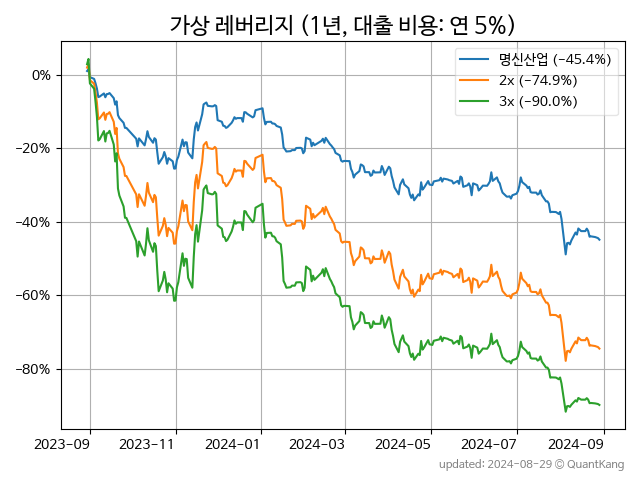 가상 레버리지 (1년, 대출 비용: 연 5%)
명신산업 (−45.4%)
2x (−74.9%)
3x (−90.0%)
0%
−20%
−40%
−60%
−80%
2023-09 2023-11 2024-01 2024-03 2024-05 2024-07 2024-09
updated: 2024-08-29 © QuantKang